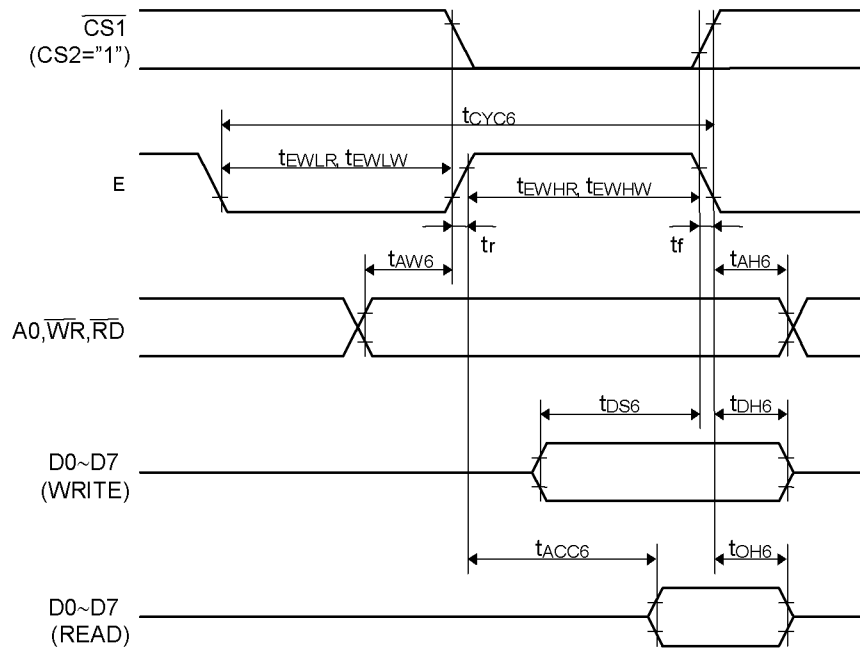 CS1
(CS2="1")
tCYC6
tEWLR, tEWLW
E
tEWHR, tEWHW
tr
tf
tAW6
tAH6
A0,WR,RD
tDS6
tDH6
D0~D7
(WRITE)
tACC6
tOH6
D0~D7
(READ)